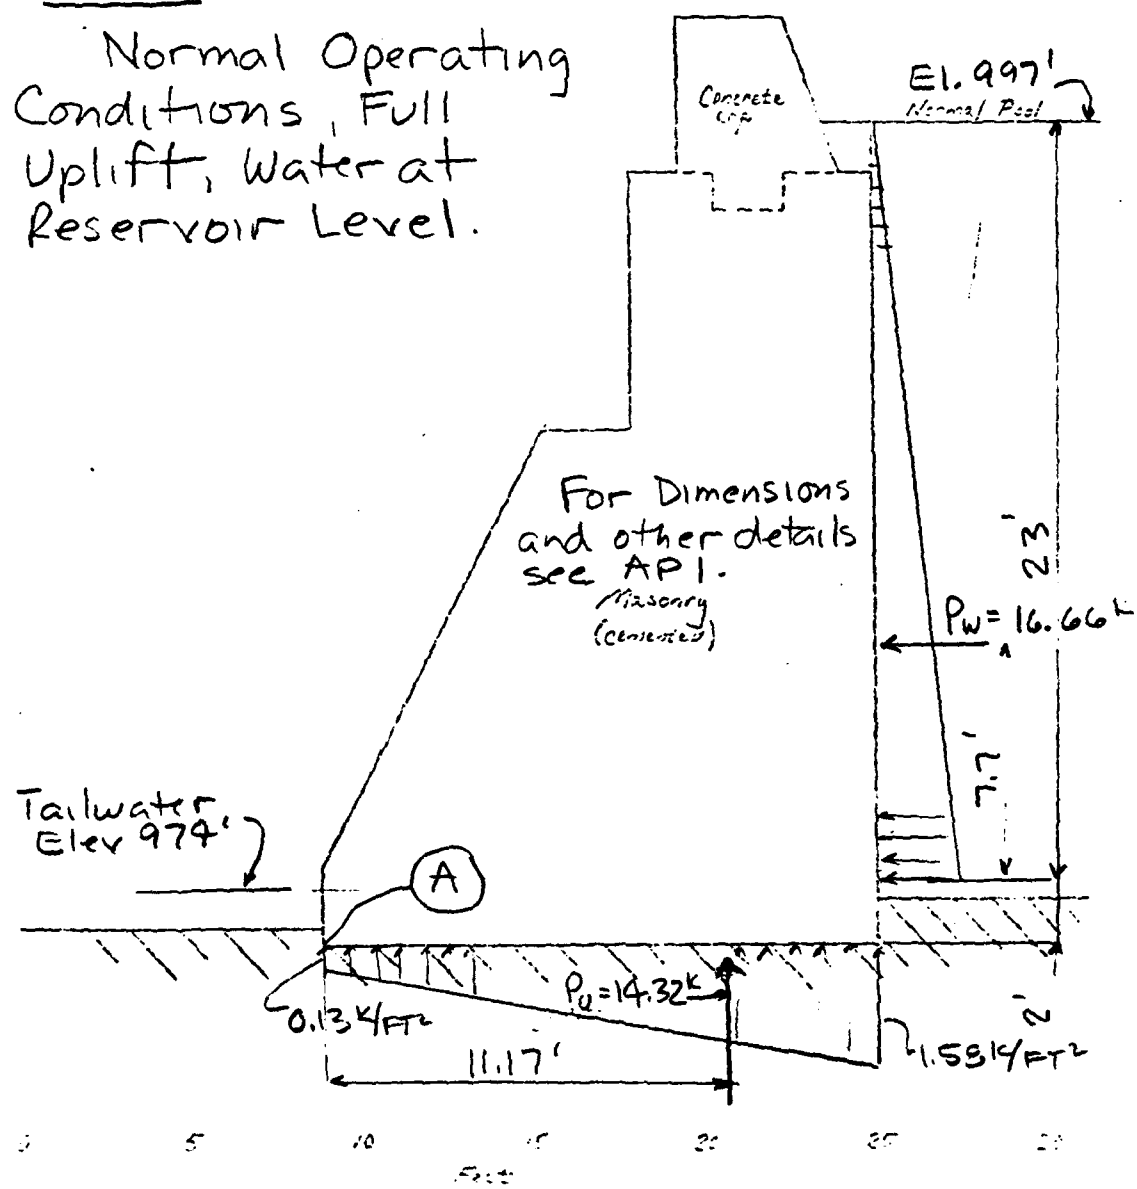 Normal Operating
Conditions, Full
Uplift, Water at
Reservoir Level.
Concrete
cap
El. 997'
Normal Pool
For Dimensions
and other details
see AP1.
Masonry
(cemented)
23'
Pw = 16.66k
7.7'
Tailwater
Elev 974'
A
Pu = 14.32k
0.13 K/FT²
2'
1.58 K/FT²
11.17'
5 10 15 20 25
Feet